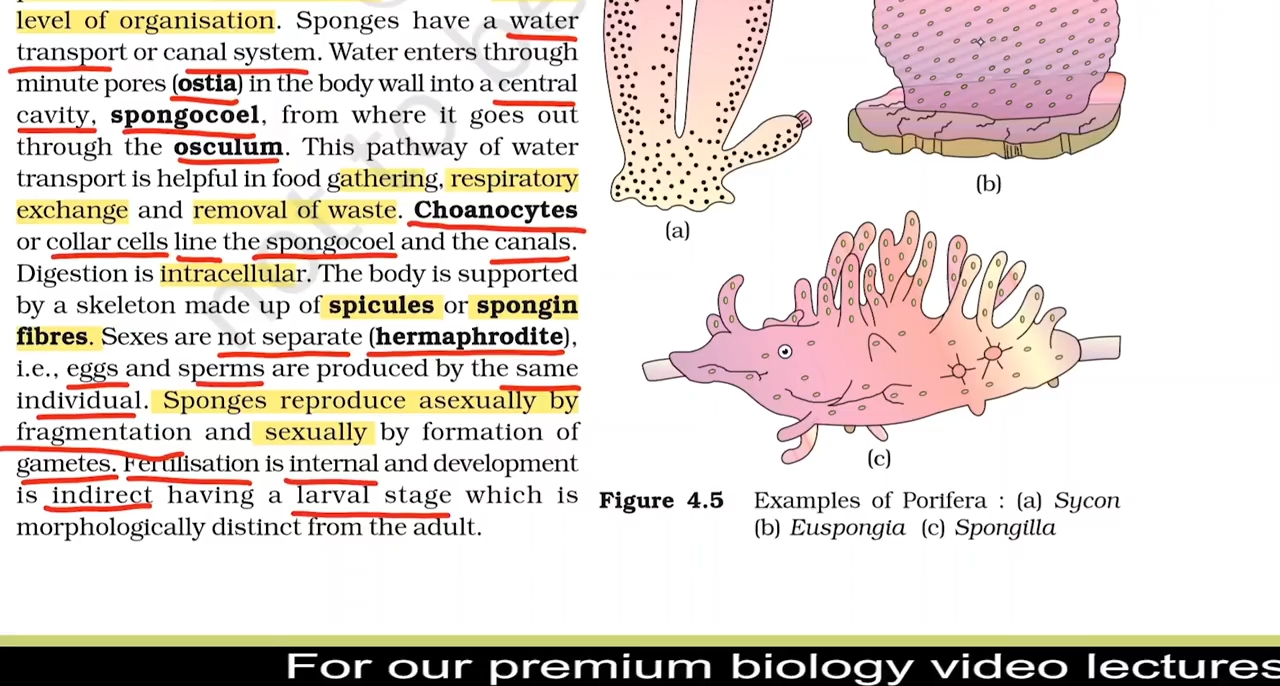 level of organisation. Sponges have a water
transport or canal system. Water enters through
minute pores (ostia) in the body wall into a central
cavity, spongocoel, from where it goes out
through the osculum. This pathway of water
transport is helpful in food gathering, respiratory
exchange and removal of waste. Choanocytes
or collar cells line the spongocoel and the canals.
Digestion is intracellular. The body is supported
by a skeleton made up of spicules or spongin
fibres. Sexes are not separate (hermaphrodite),
i.e., eggs and sperms are produced by the same
individual. Sponges reproduce asexually by
fragmentation and sexually by formation of
gametes. Fertilisation is internal and development
is indirect having a larval stage which is
morphologically distinct from the adult.
(a)
(b)
(c)
Figure 4.5 Examples of Porifera : (a) Sycon
(b) Euspongia (c) Spongilla
not to be
For our premium biology video lectures